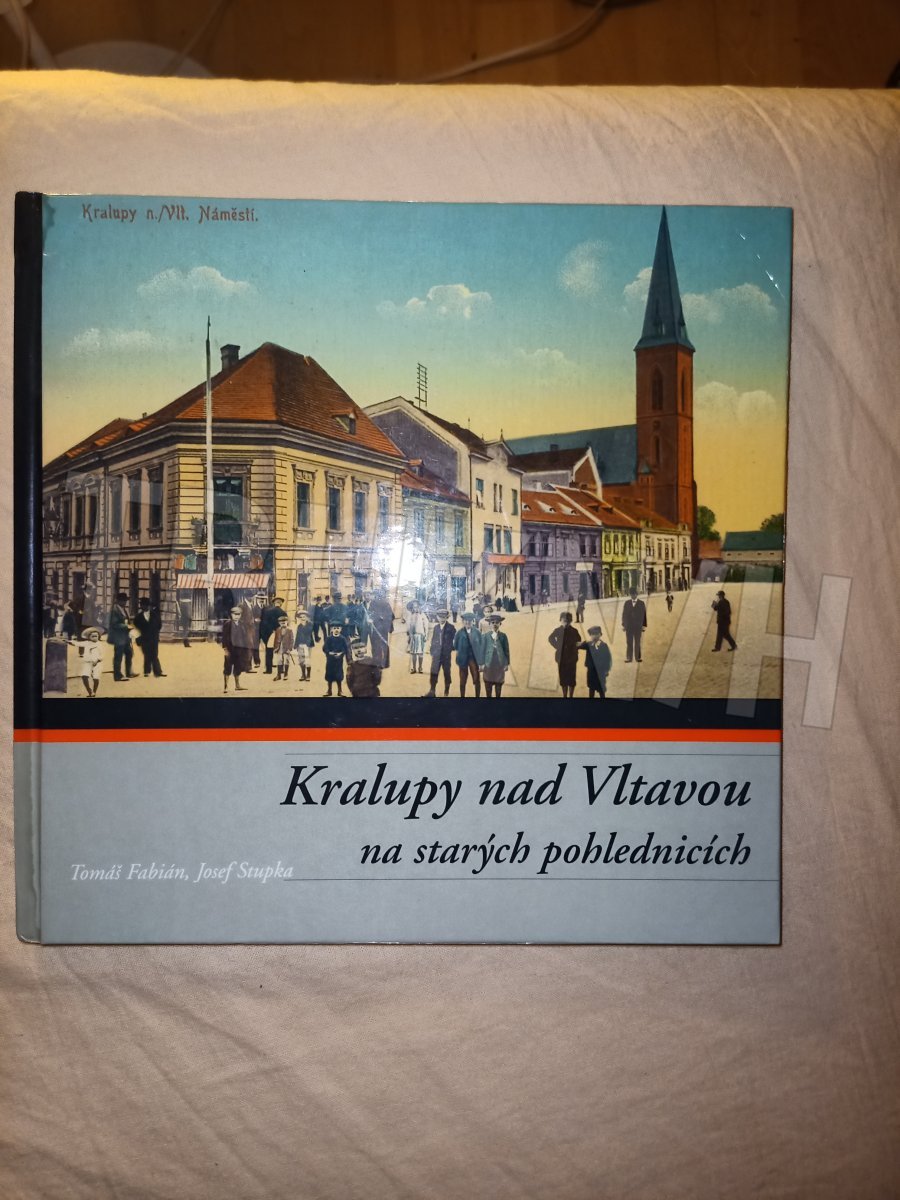 Kralupy n./Vlt. Náměstí.
Kralupy nad Vltavou
na starých pohlednicích
Tomáš Fabián, Josef Stupka